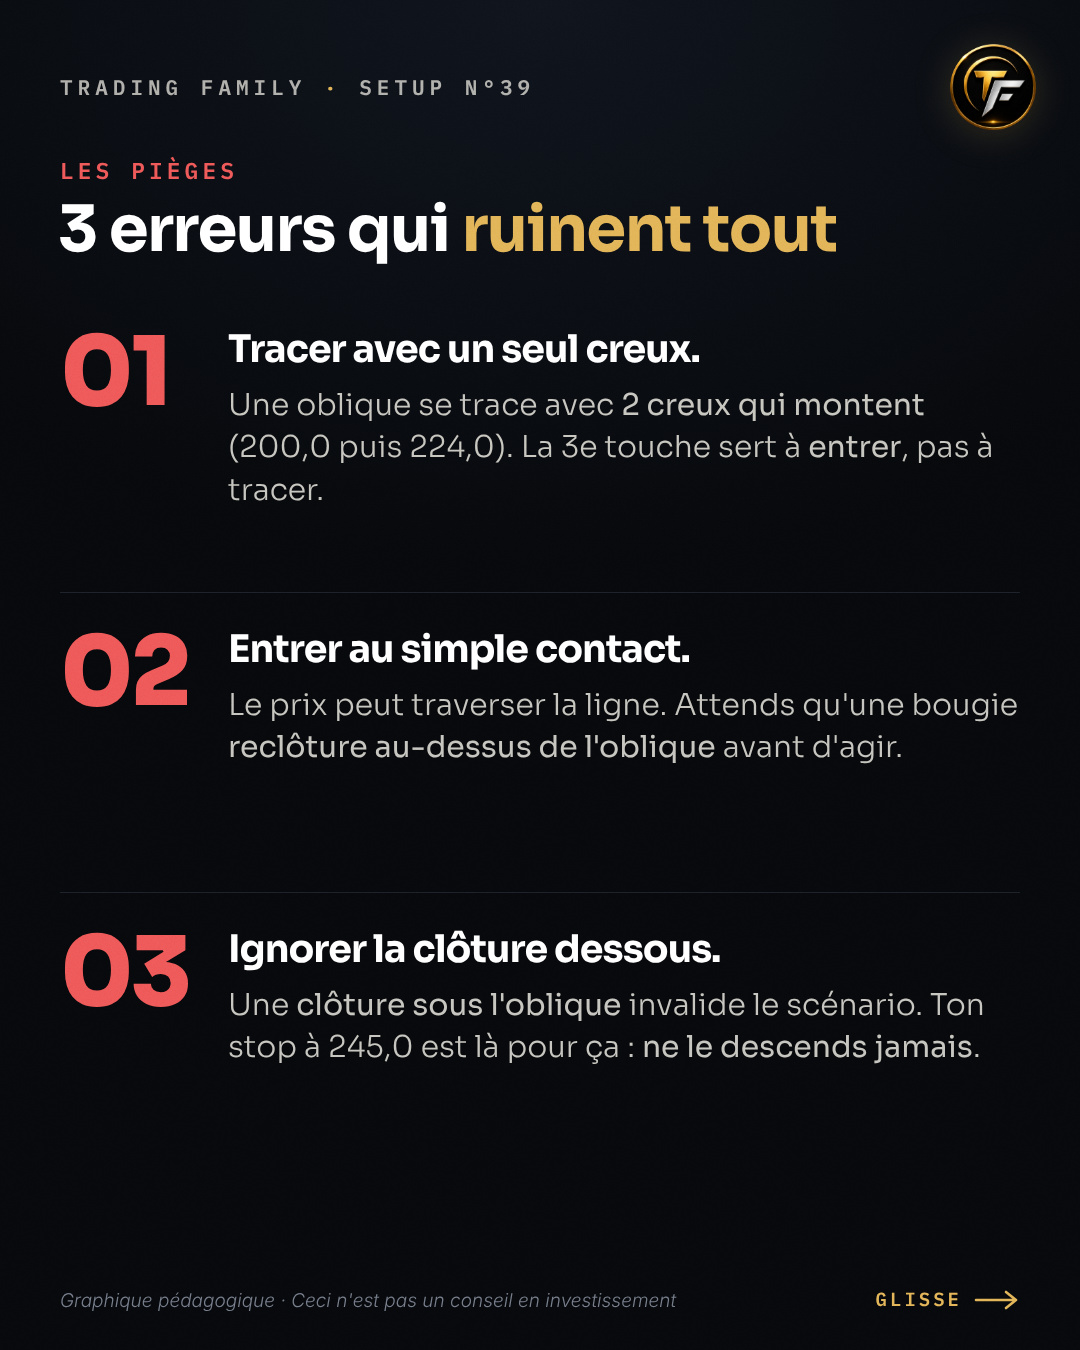 TRADING FAMILY · SETUP N°39
TF
LES PIÈGES
3 erreurs qui ruinent tout
01
Tracer avec un seul creux.
Une oblique se trace avec 2 creux qui montent
(200,0 puis 224,0). La 3e touche sert à entrer, pas à
tracer.
02
Entrer au simple contact.
Le prix peut traverser la ligne. Attends qu'une bougie
reclôture au-dessus de l'oblique avant d'agir.
03
Ignorer la clôture dessous.
Une clôture sous l'oblique invalide le scénario. Ton
stop à 245,0 est là pour ça : ne le descends jamais.
Graphique pédagogique · Ceci n'est pas un conseil en investissement
GLISSE →